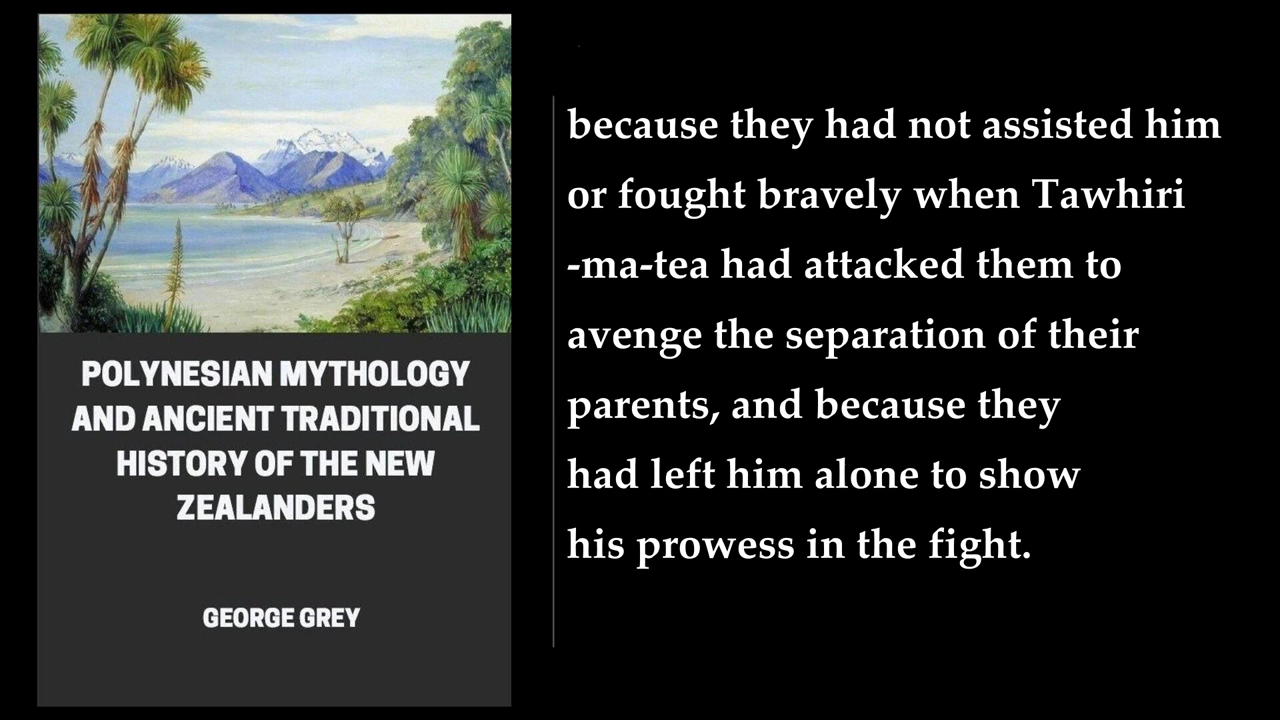 POLYNESIAN MYTHOLOGY
AND ANCIENT TRADITIONAL
HISTORY OF THE NEW
ZEALANDERS
GEORGE GREY
because they had not assisted him
or fought bravely when Tawhiri
-ma-tea had attacked them to
avenge the separation of their
parents, and because they
had left him alone to show
his prowess in the fight.